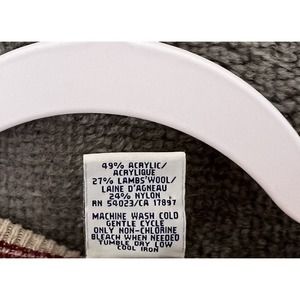 49% ACRYLIC/
ACRYLIQUE
27% LAMBS'WOOL/
LAINE D'AGNEAU
24% NYLON
RN 54023/CA 17897
MACHINE WASH COLD
GENTLE CYCLE
ONLY NON-CHLORINE
BLEACH WHEN NEEDED
TUMBLE DRY LOW
COOL IRON